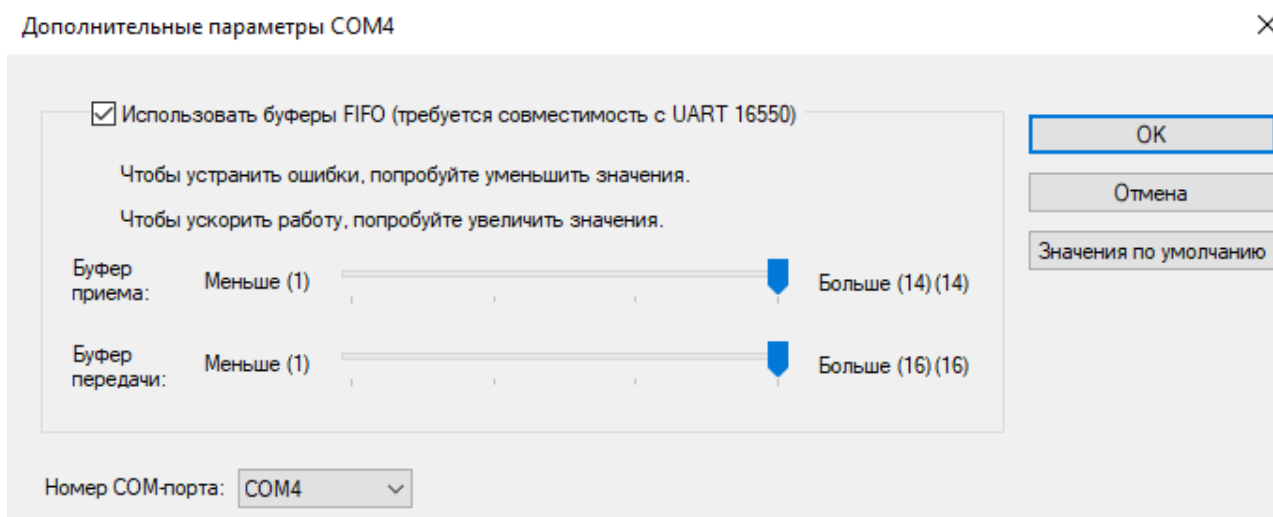 Дополнительные параметры COM4
Использовать буферы FIFO (требуется совместимость с UART 16550)
OK
Чтобы устранить ошибки, попробуйте уменьшить значения.
Отмена
Чтобы ускорить работу, попробуйте увеличить значения.
Значения по умолчанию
Буфер
приема:
Меньше (1)
Больше (14) (14)
Буфер
передачи:
Меньше (1)
Больше (16) (16)
Номер COM-порта:
COM4